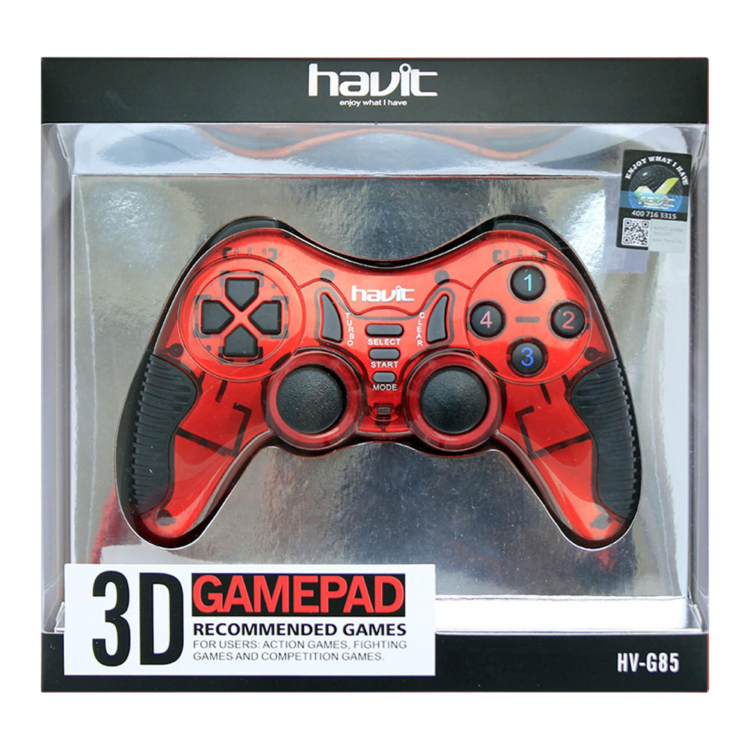 havit
enjoy what I have
ENJOY WHAT I HAVE
havit
400 716 3315
havit
TURBO
CLEAR
SELECT
START
MODE
1
4
2
3
3D
GAMEPAD
RECOMMENDED GAMES
FOR USERS: ACTION GAMES, FIGHTING
GAMES AND COMPETITION GAMES.
HV-G85